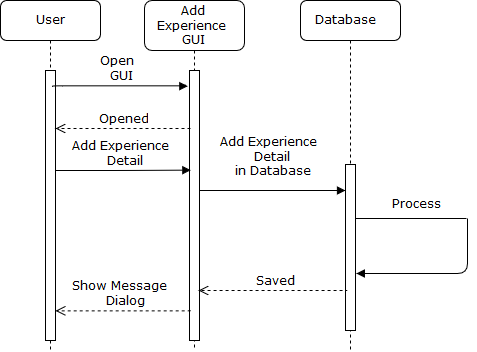 User
Add
Experience
GUI
Database
Open
GUI
Opened
Add Experience
Detail
Add Experience
Detail
in Database
Process
Saved
Show Message
Dialog